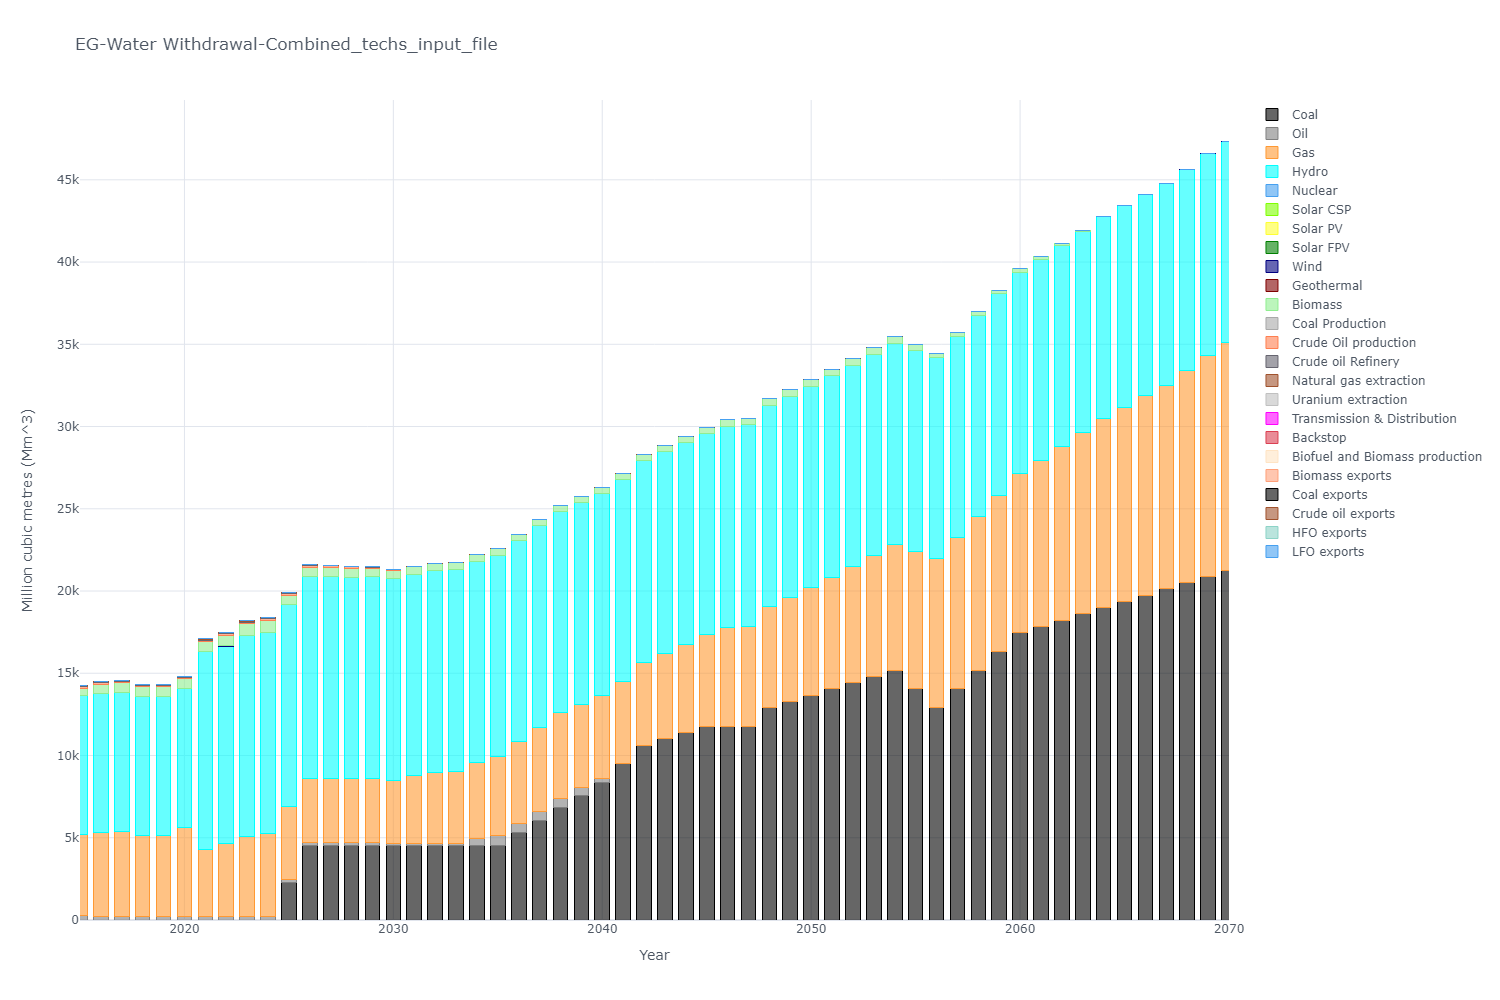 EG-Water Withdrawal-Combined_techs_input_file
Million cubic metres (Mm^3)
45k
40k
35k
30k
25k
20k
15k
10k
5k
0
2020
2030
2040
2050
2060
2070
Year
Coal
Oil
Gas
Hydro
Nuclear
Solar CSP
Solar PV
Solar FPV
Wind
Geothermal
Biomass
Coal Production
Crude Oil production
Crude oil Refinery
Natural gas extraction
Uranium extraction
Transmission & Distribution
Backstop
Biofuel and Biomass production
Biomass exports
Coal exports
Crude oil exports
HFO exports
LFO exports